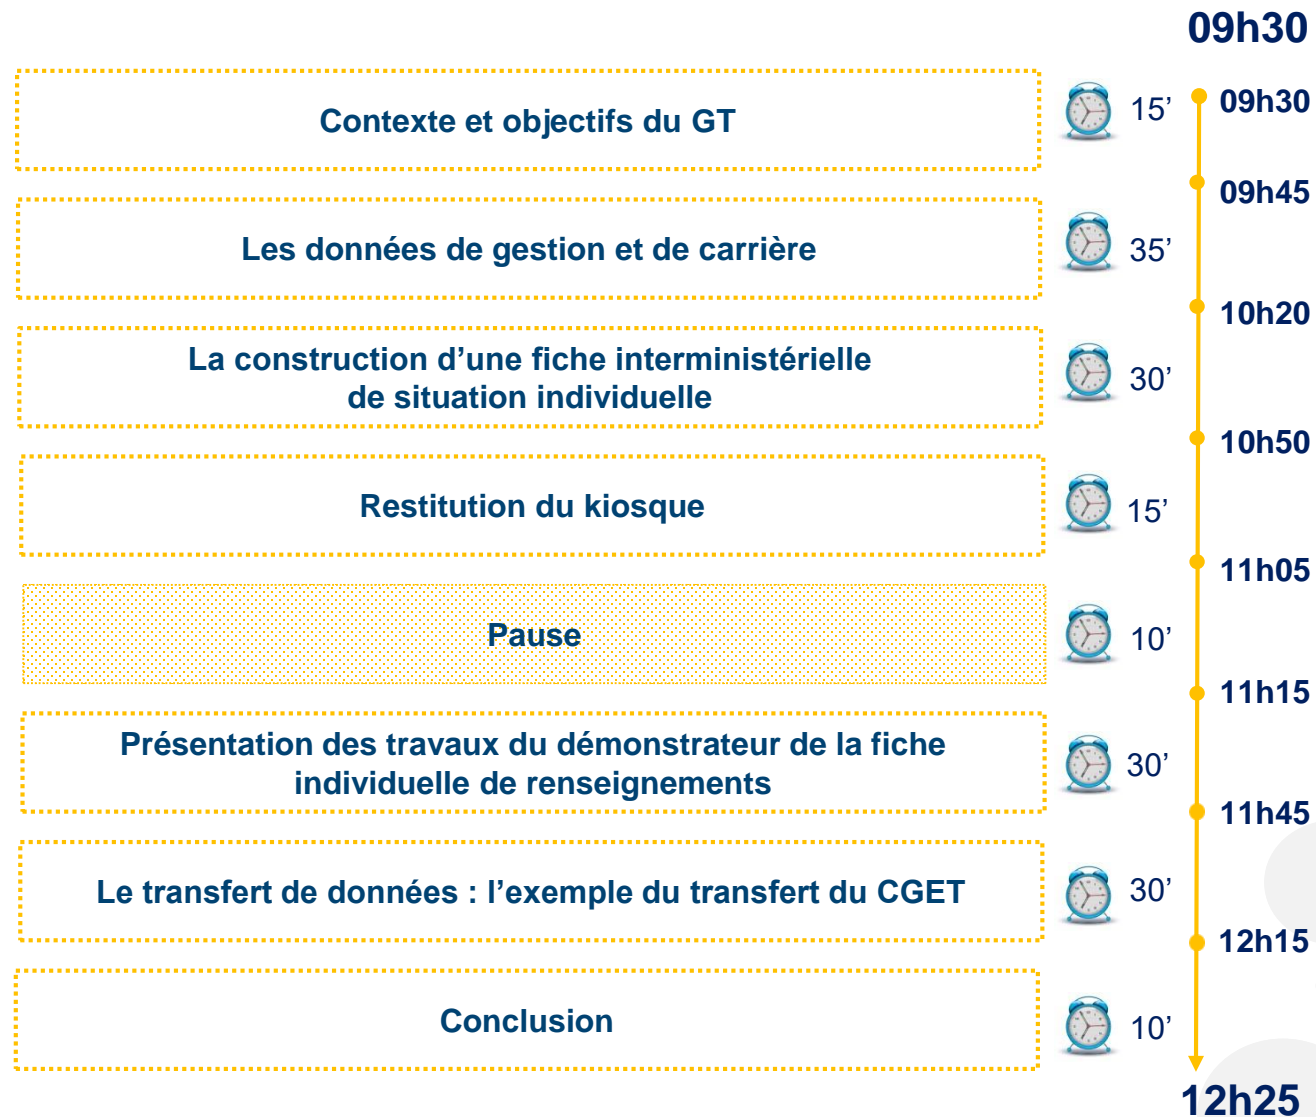 09h30
Contexte et objectifs du GT
15’
09h30
09h45
Les données de gestion et de carrière
35’
10h20
La construction d’une fiche interministérielle
de situation individuelle
30’
10h50
Restitution du kiosque
15’
11h05
Pause
10’
11h15
Présentation des travaux du démonstrateur de la fiche
individuelle de renseignements
30’
11h45
Le transfert de données : l’exemple du transfert du CGET
30’
12h15
Conclusion
10’
12h25